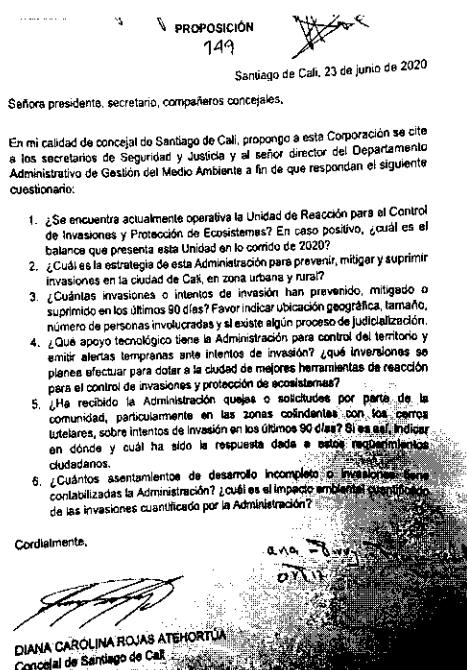 PROPOSICIÓN
149
Santiago de Cali, 23 de junio de 2020
Señora presidente, secretario, compañeros concejales,
En mi calidad de concejal de Santiago de Cali, propongo a esta Corporación se cite
a los secretarios de Seguridad y Justicia y al señor director del Departamento
Administrativo de Gestión del Medio Ambiente a fin de que respondan el siguiente
cuestionario:
1. ¿Se encuentra actualmente operativa la Unidad de Reacción para el Control
de Invasiones y Protección de Ecosistemas? En caso positivo, ¿cuál es el
balance que presenta esta Unidad en lo corrido de 2020?
2. ¿Cuál es la estrategia de esta Administración para prevenir, mitigar y suprimir
invasiones en la ciudad de Cali, en zona urbana y rural?
3. ¿Cuántas invasiones o intentos de invasión han prevenido, mitigado o
suprimido en los últimos 90 días? Favor indicar ubicación geográfica, tamaño,
número de personas involucradas y si existe algún proceso de judicialización.
4. ¿Qué apoyo tecnológico tiene la Administración para control del territorio y
emitir alertas tempranas ante intentos de invasión? ¿qué inversiones se
planea efectuar para dotar a la ciudad de mejores herramientas de reacción
para el control de invasiones y protección de ecosistemas?
5. ¿Ha recibido la Administración quejas o solicitudes por parte de la
comunidad, particularmente en las zonas colindantes con los cerros
tutelares, sobre intentos de invasión en los últimos 90 días? Si es así, indicar
en dónde y cuál ha sido la respuesta dada a estos requerimientos
ciudadanos.
6. ¿Cuántos asentamientos de desarrollo incompleto o invasiones tiene
contabilizadas la Administración? ¿cuál es el impacto ambiental cuantificado
de las invasiones cuantificada por la Administración?
Cordialmente,
ana
DIANA CAROLINA ROJAS ATEHORTÚA
Concejal de Santiago de Cali